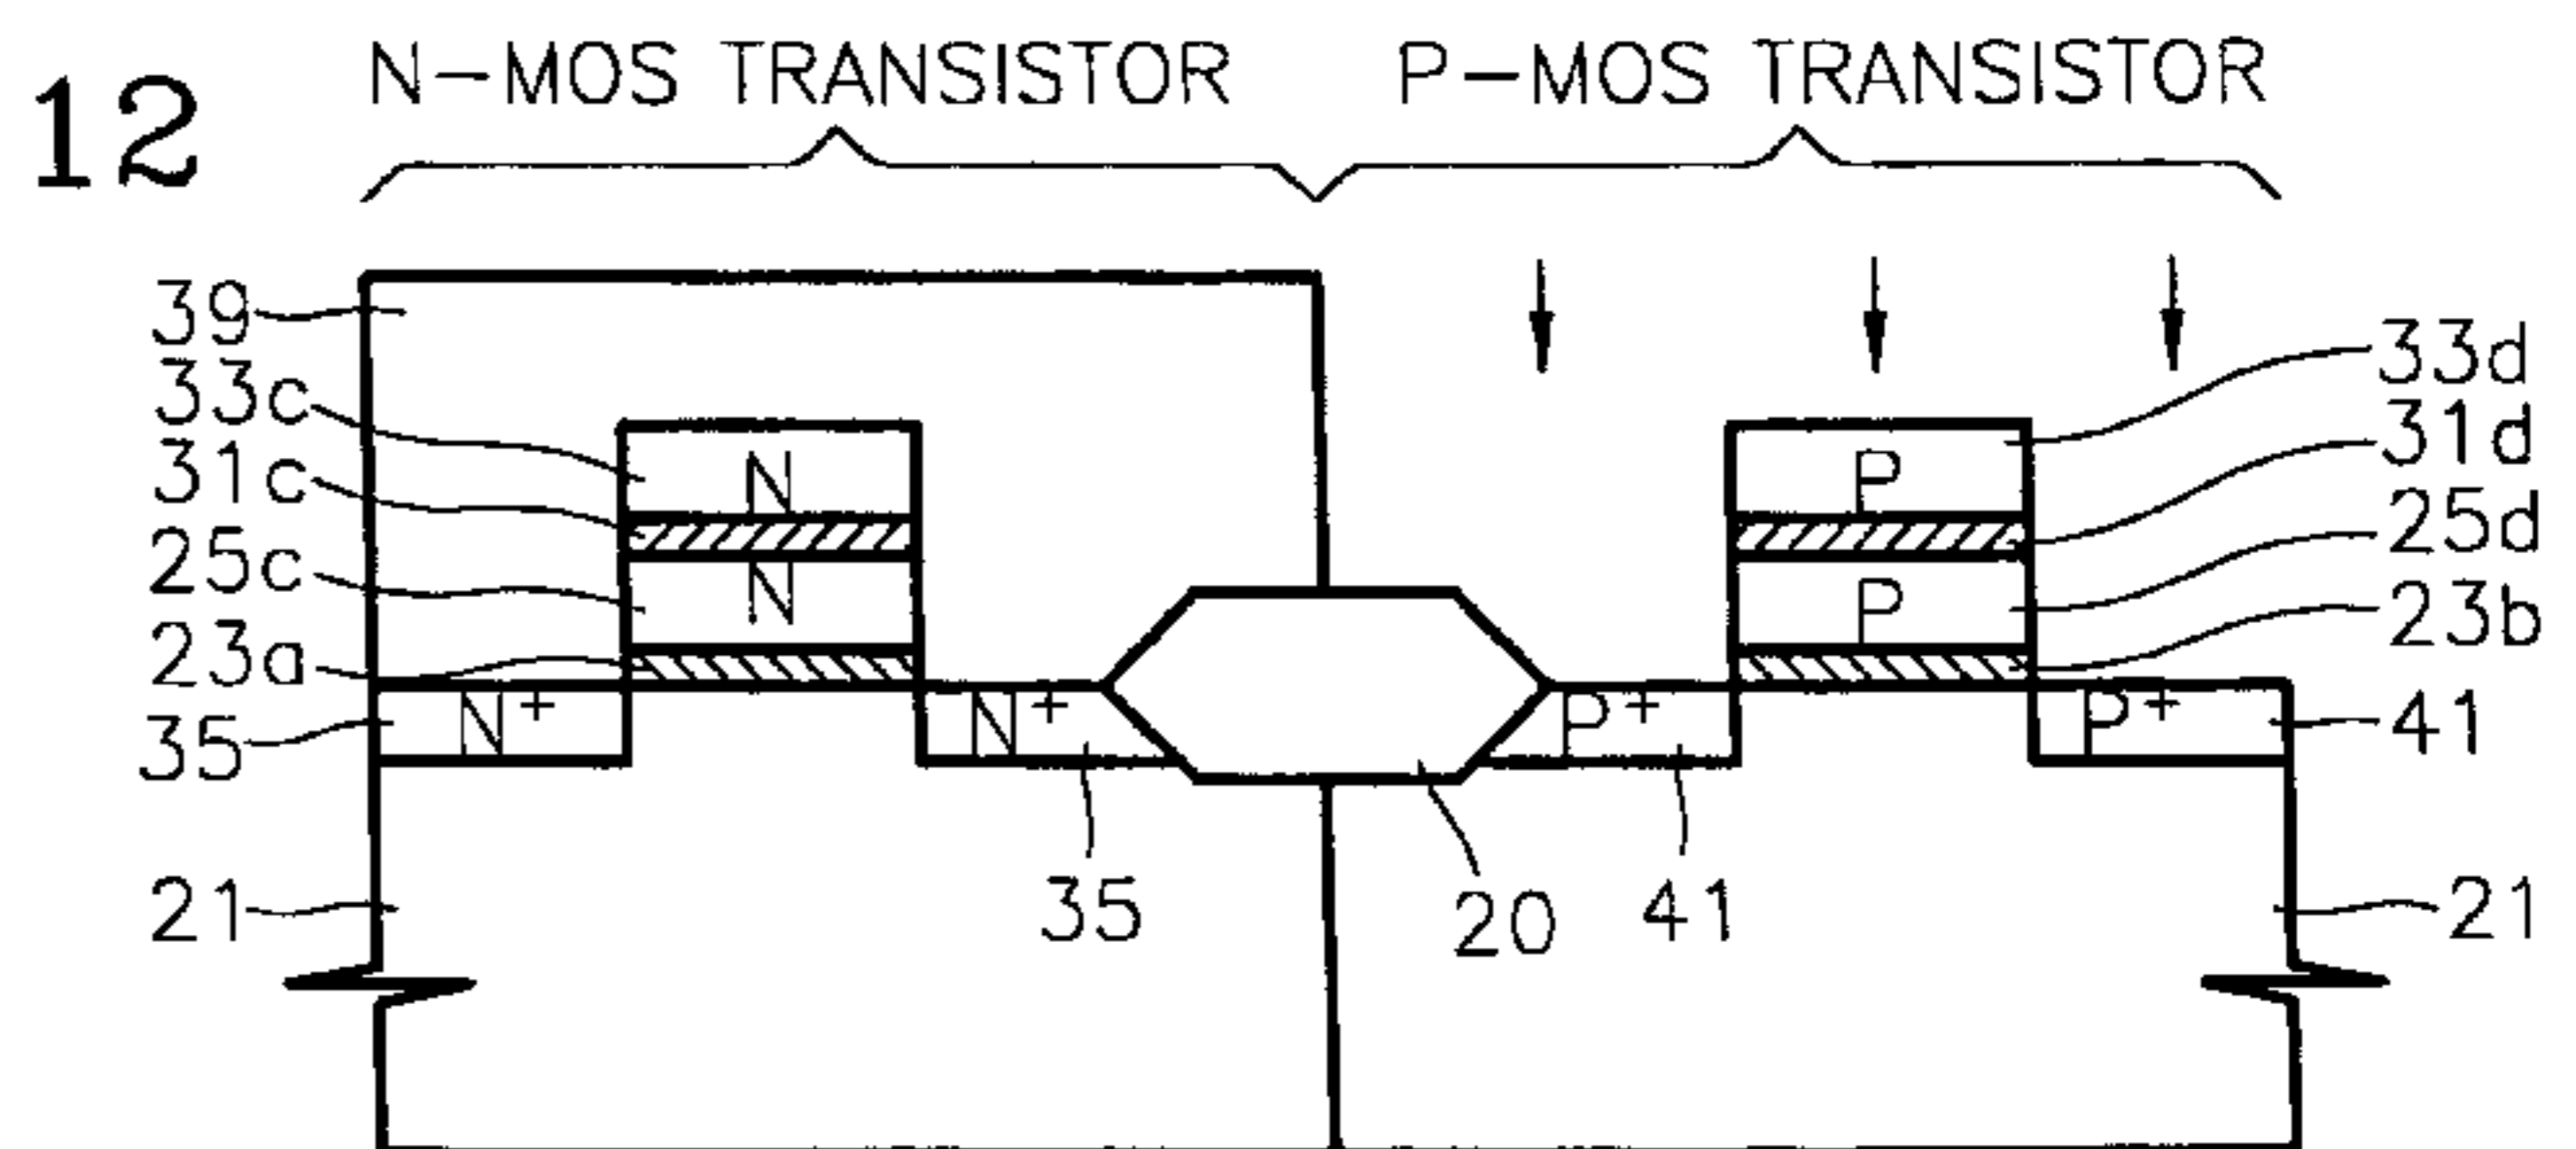 12
N-MOS TRANSISTOR P-MOS TRANSISTOR
39
33c
31c
25c
23a
35
21
N
N
N+
N+
35
20
P
P
P+
P+
41
33d
31d
25d
23b
41
21